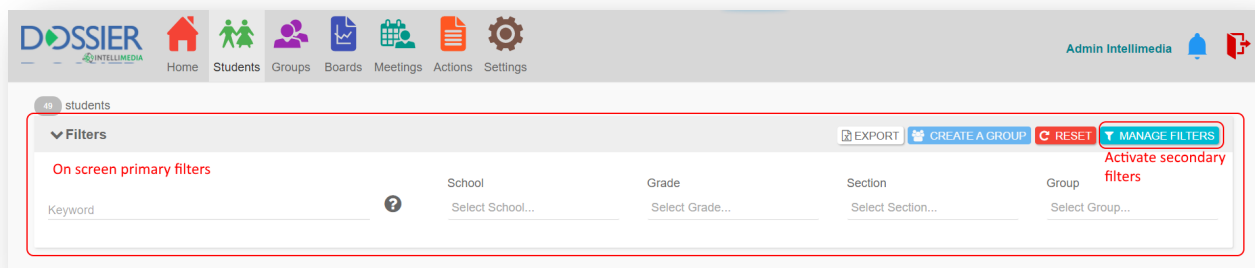 DOSSIER
INTELLIMEDIA
Home Students Groups Boards Meetings Actions Settings
Admin Intellimedia
49 students
Filters
EXPORT CREATE A GROUP RESET MANAGE FILTERS
On screen primary filters
Activate secondary
filters
School Grade Section Group
Keyword ? Select School... Select Grade... Select Section... Select Group...